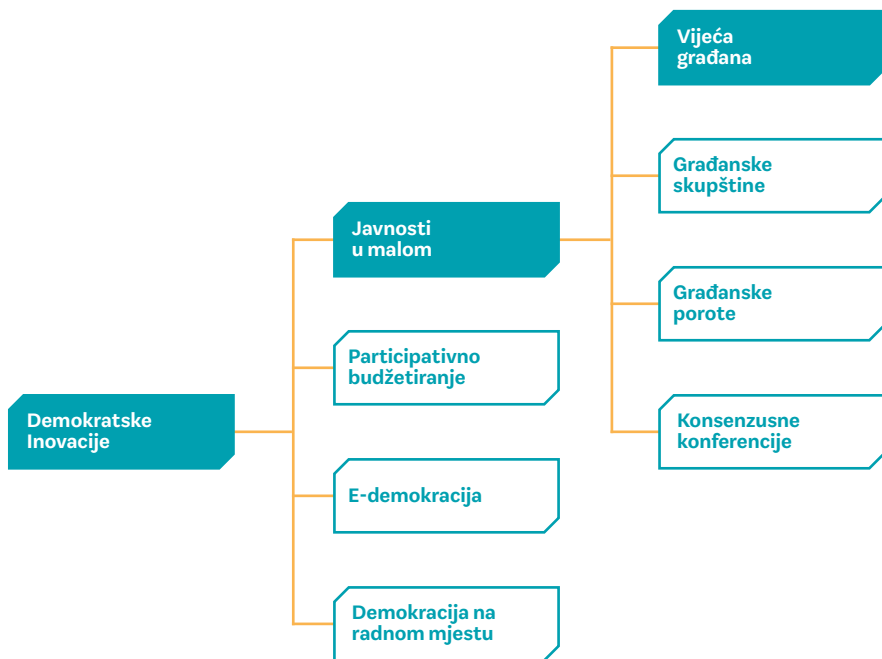 Demokratske
Inovacije
Javnosti
u malom
Participativno
budžetiranje
E-demokracija
Demokracija na
radnom mjestu
Vijeća
građana
Građanske
skupštine
Građanske
porote
Konsenzusne
konferencije